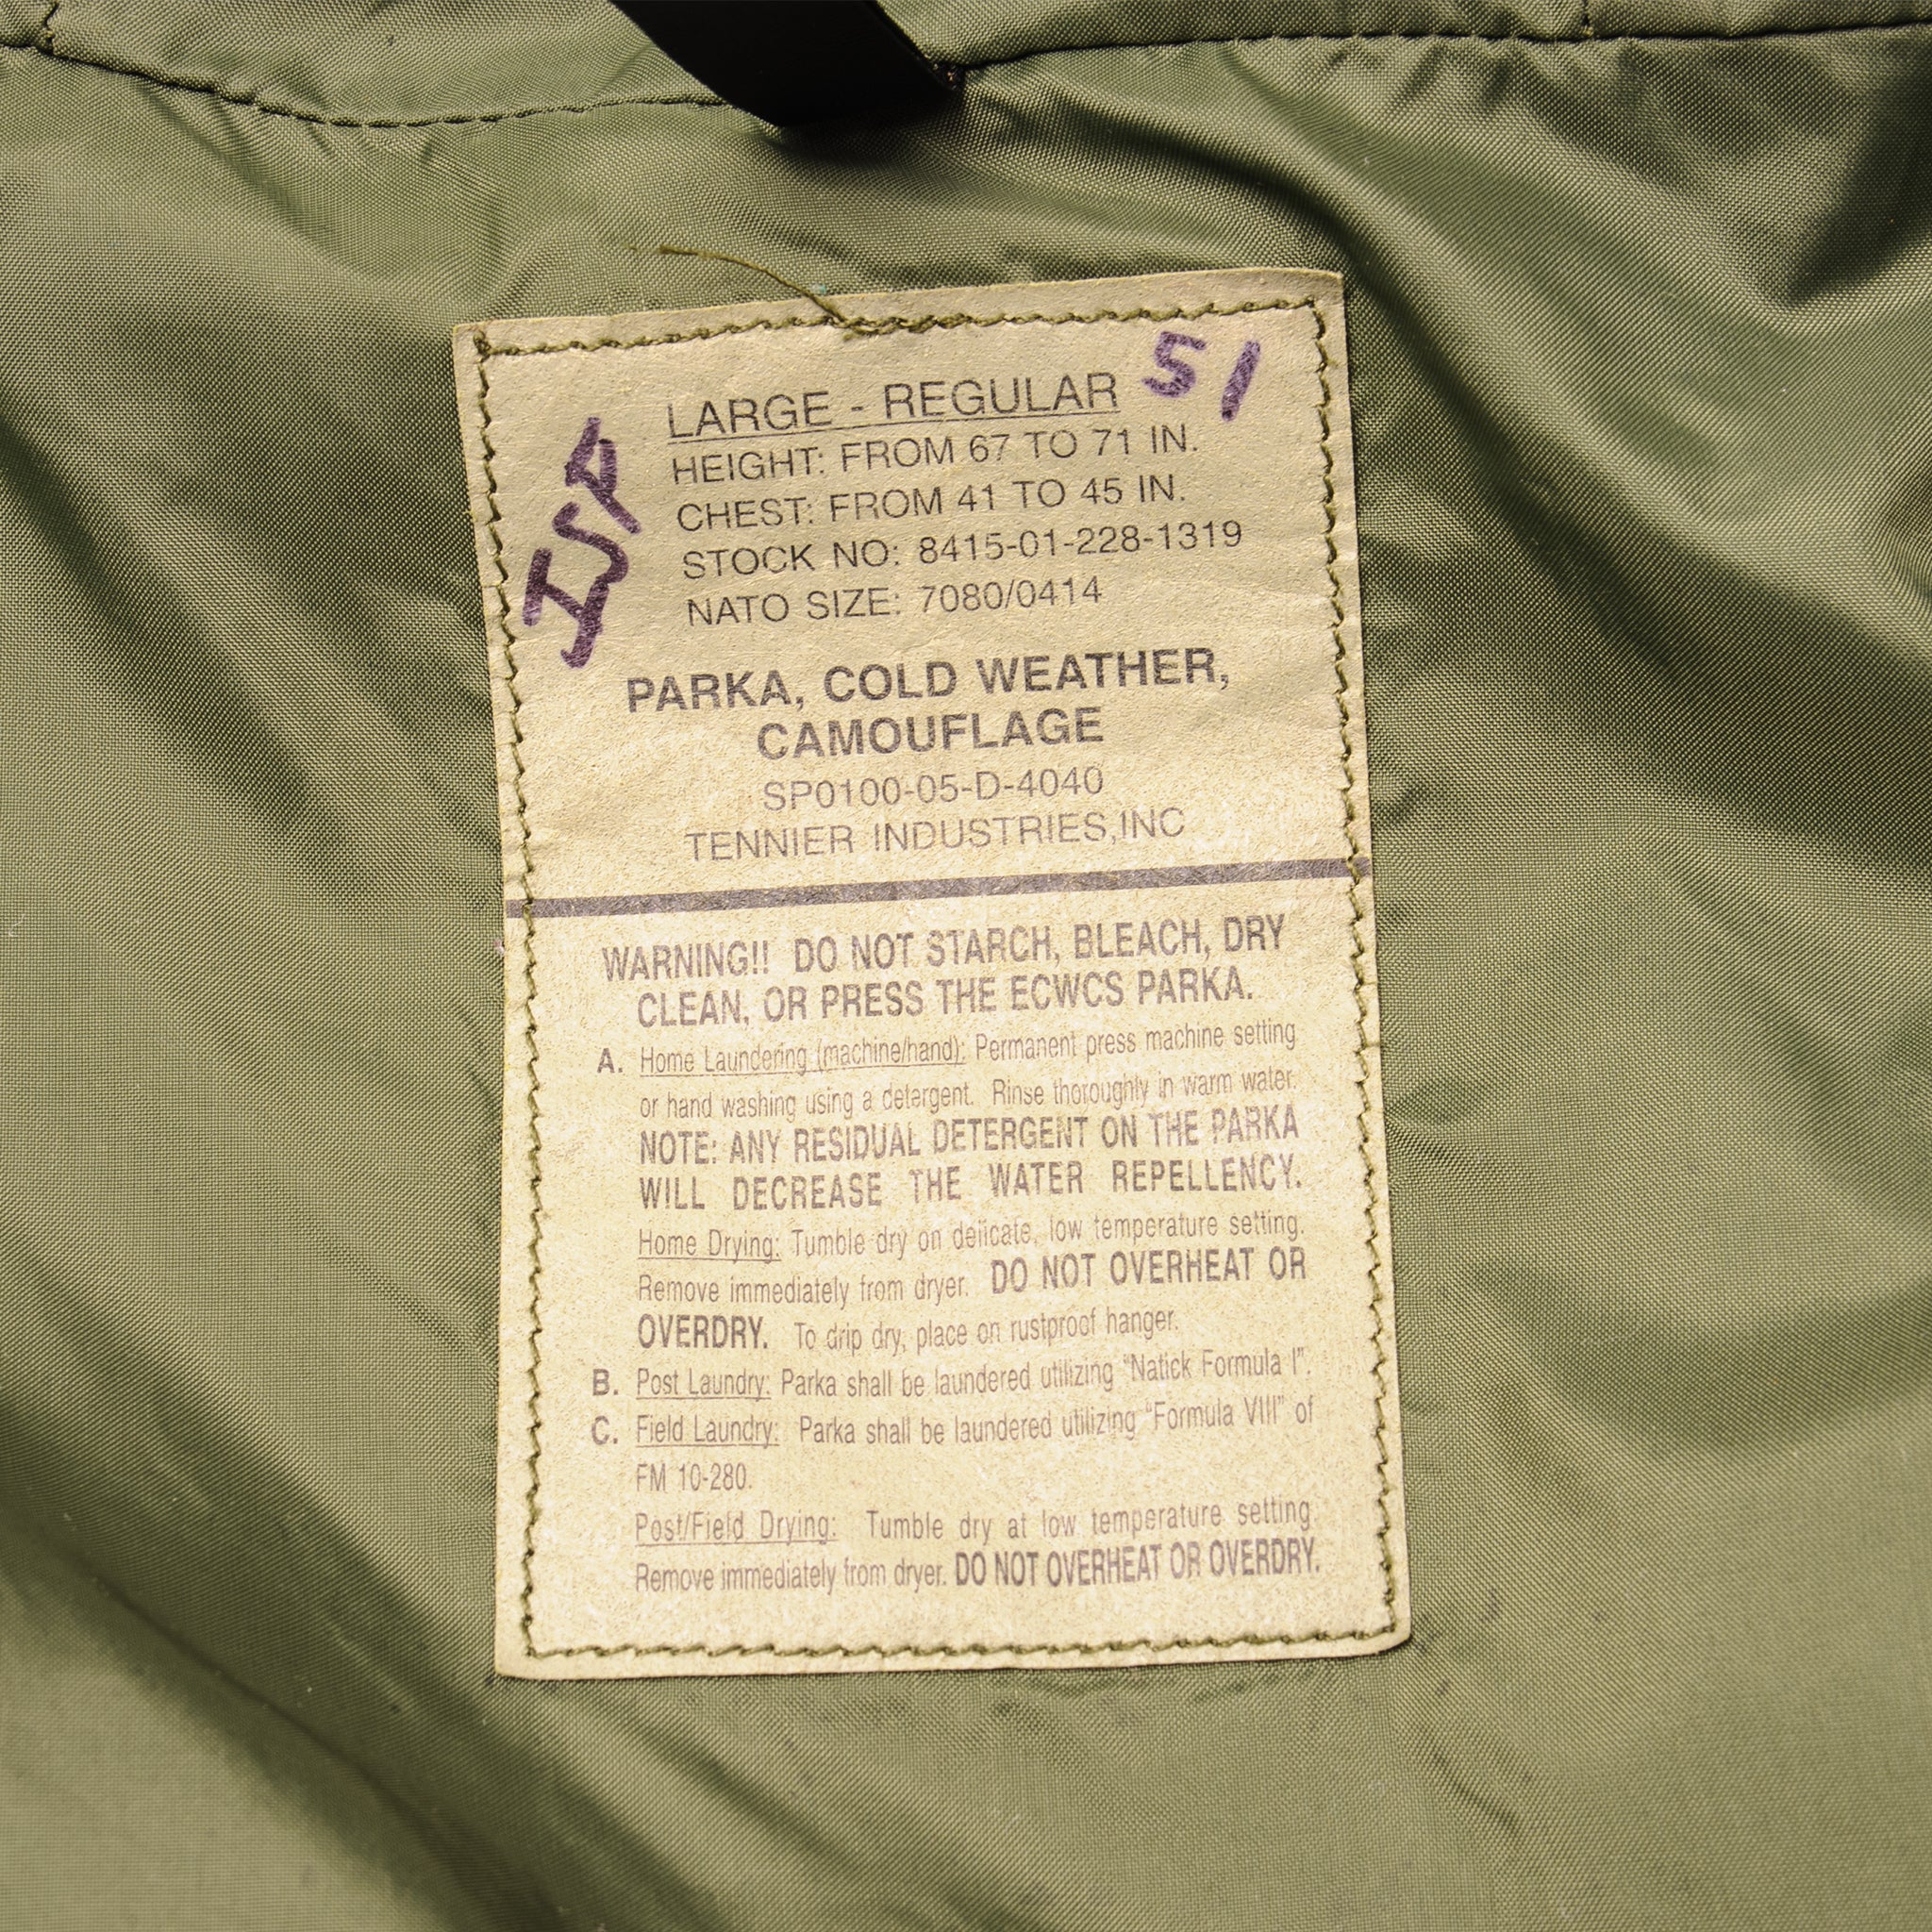 51
ISA
LARGE - REGULAR
HEIGHT: FROM 67 TO 71 IN.
CHEST: FROM 41 TO 45 IN.
STOCK NO: 8415-01-228-1319
NATO SIZE: 7080/0414
PARKA, COLD WEATHER,
CAMOUFLAGE
SP0100-05-D-4040
TENNIER INDUSTRIES,INC
WARNING!! DO NOT STARCH, BLEACH, DRY
CLEAN, OR PRESS THE ECWCS PARKA.
A. Home Laundering (machine/hand): Permanent press machine setting
or hand washing using a detergent. Rinse thoroughly in warm water.
NOTE: ANY RESIDUAL DETERGENT ON THE PARKA
WILL DECREASE THE WATER REPELLENCY.
Home Drying: Tumble dry on delicate, low temperature setting.
Remove immediately from dryer. DO NOT OVERHEAT OR
OVERDRY. To drip dry, place on rustproof hanger.
B. Post Laundry: Parka shall be laundered utilizing "Natick Formula I".
C. Field Laundry: Parka shall be laundered utilizing "Formula VIII" of
FM 10-280.
Post/Field Drying: Tumble dry at low temperature setting.
Remove immediately from dryer. DO NOT OVERHEAT OR OVERDRY.